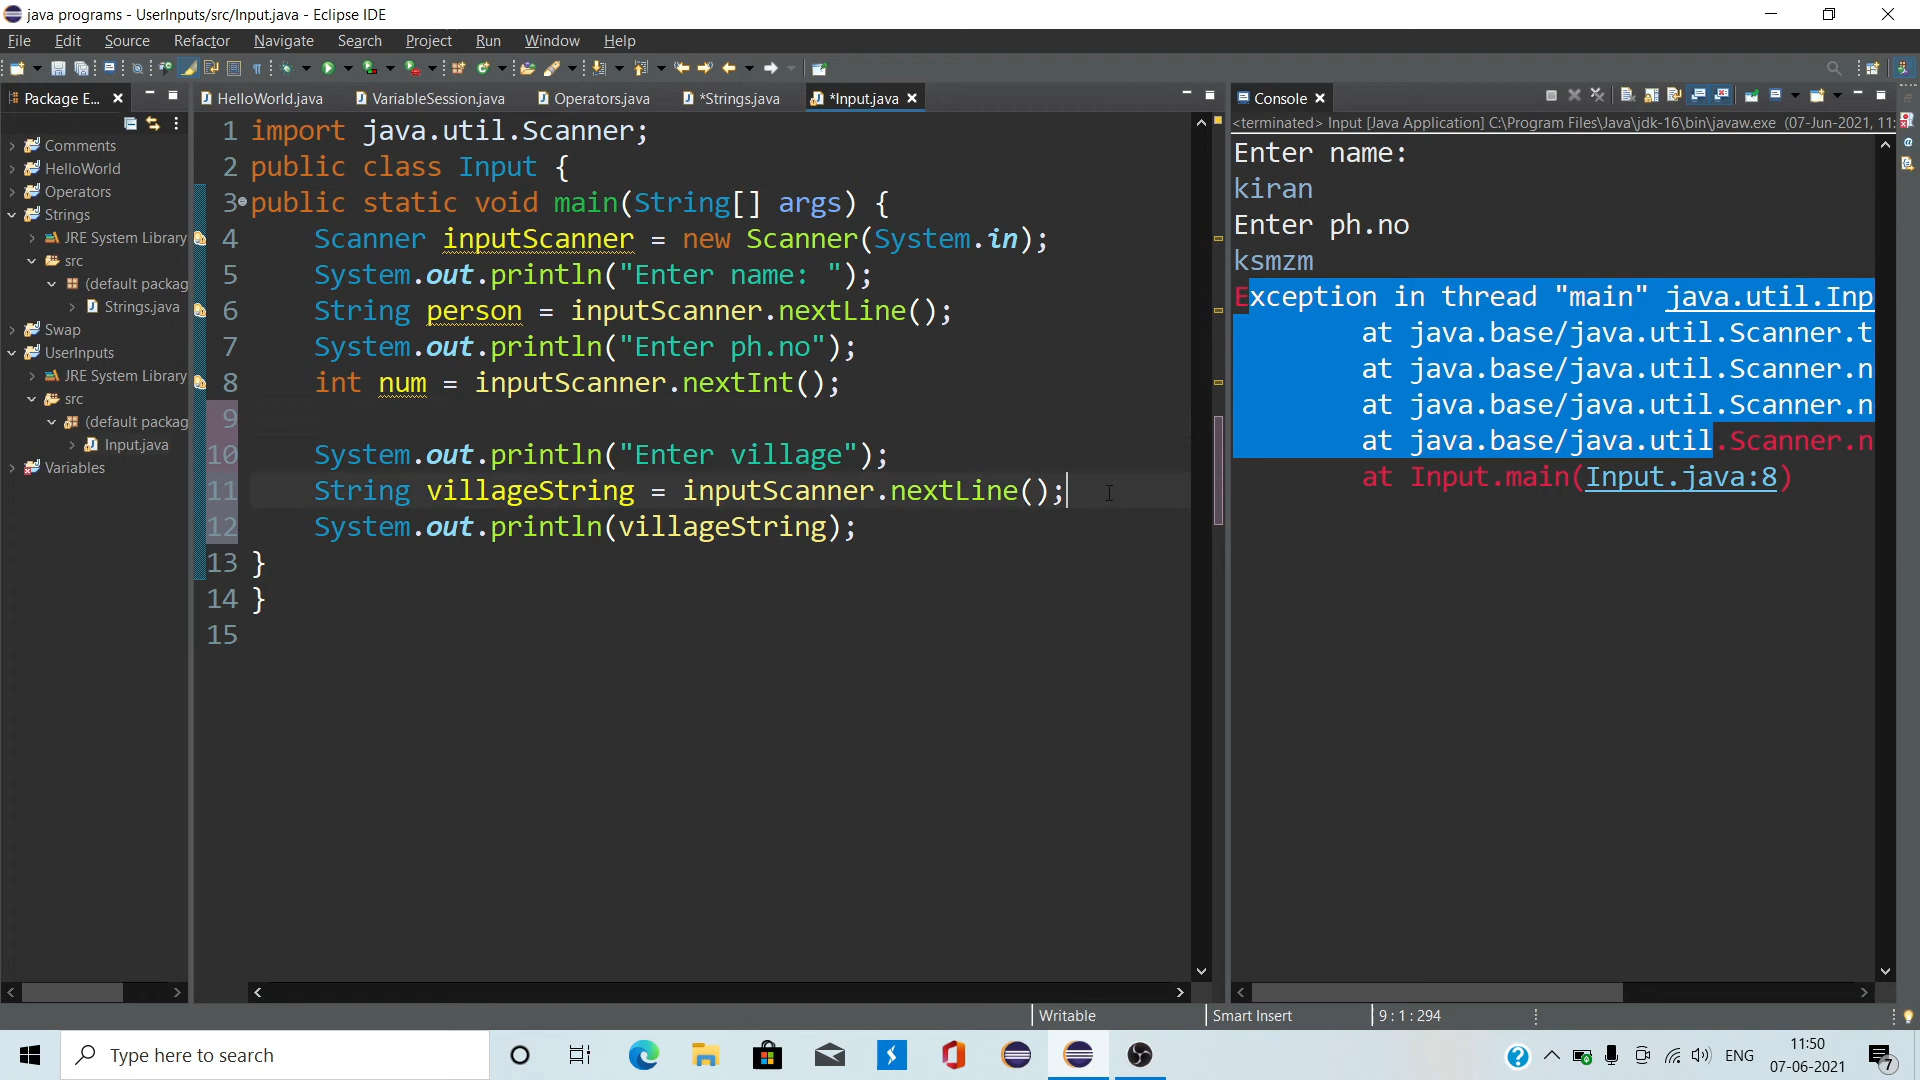 java programs - UserInputs/src/Input.java - Eclipse IDE
File Edit Source Refactor Navigate Search Project Run Window Help
Package E...
HelloWorld.java VariableSession.java Operators.java *Strings.java *Input.java
Console
<terminated> Input [Java Application] C:\Program Files\Java\jdk-16\bin\javaw.exe (07-Jun-2021, 11:
Comments
HelloWorld
Operators
Strings
JRE System Library
src
(default packag
Strings.java
Swap
UserInputs
JRE System Library
src
(default packag
Input.java
Variables
1 import java.util.Scanner;
2 public class Input {
3 public static void main(String[] args) {
4 Scanner inputScanner = new Scanner(System.in);
5 System.out.println("Enter name: ");
6 String person = inputScanner.nextLine();
7 System.out.println("Enter ph.no");
8 int num = inputScanner.nextInt();
9
10 System.out.println("Enter village");
11 String villageString = inputScanner.nextLine();
12 System.out.println(villageString);
13 }
14 }
15
Enter name:
kiran
Enter ph.no
ksmzm
Exception in thread "main" java.util.Inp
at java.base/java.util.Scanner.t
at java.base/java.util.Scanner.n
at java.base/java.util.Scanner.n
at java.base/java.util.Scanner.n
at Input.main(Input.java:8)
Writable Smart Insert 9 : 1 : 294
Type here to search
ENG
11:50
07-06-2021
7